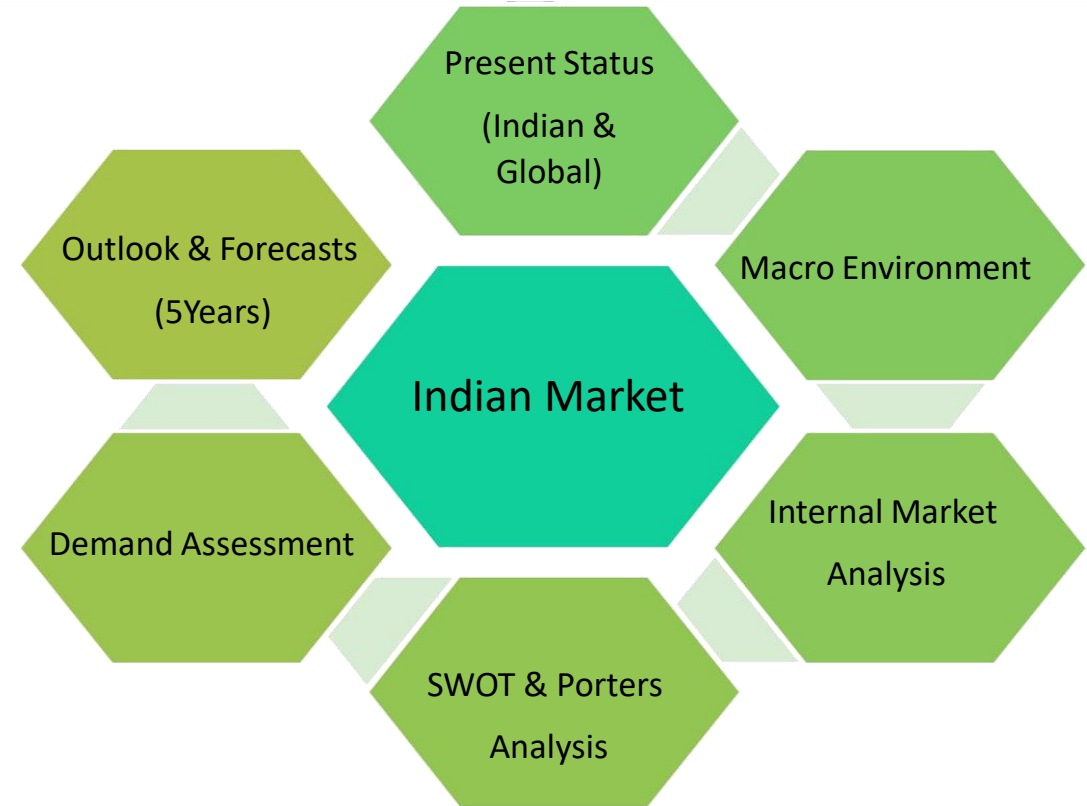 Present Status
(Indian &
Global)
Macro Environment
Internal Market
Analysis
SWOT & Porters
Analysis
Demand Assessment
Outlook & Forecasts
(5Years)
Indian Market